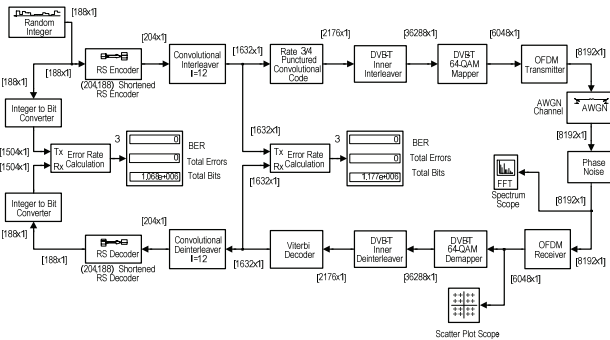 [188x1]
Random
Integer
[188x1]
[188x1]
RS Encoder
(204,188) Shortened
RS Encoder
[204x1]
Convolutional
Interleaver
I=12
[1632x1]
Rate 3/4
Punctured
Convolutional
Code
[2176x1]
DVB-T
Inner
Interleaver
[36288x1]
DVB-T
64-QAM
Mapper
[6048x1]
OFDM
Transmitter
[8192x1]
AWGN
Channel
AWGN
[8192x1]
Phase
Noise
[8192x1]
FFT
Spectrum
Scope
Integer to Bit
Converter
[1504x1]
[1504x1]
Tx
Rx
Error Rate
Calculation
3
0
0
1.068e+006
BER
Total Errors
Total Bits
[1632x1]
[1632x1]
Tx
Rx
Error Rate
Calculation
3
0
0
1.177e+006
BER
Total Errors
Total Bits
Integer to Bit
Converter
[188x1]
[188x1]
RS Decoder
(204,188) Shortened
RS Decoder
[204x1]
Convolutional
Deinterleaver
I=12
[1632x1]
Viterbi
Decoder
[2176x1]
DVB-T
Inner
Deinterleaver
[36288x1]
DVB-T
64-QAM
Demapper
[6048x1]
OFDM
Receiver
[8192x1]
Scatter Plot Scope